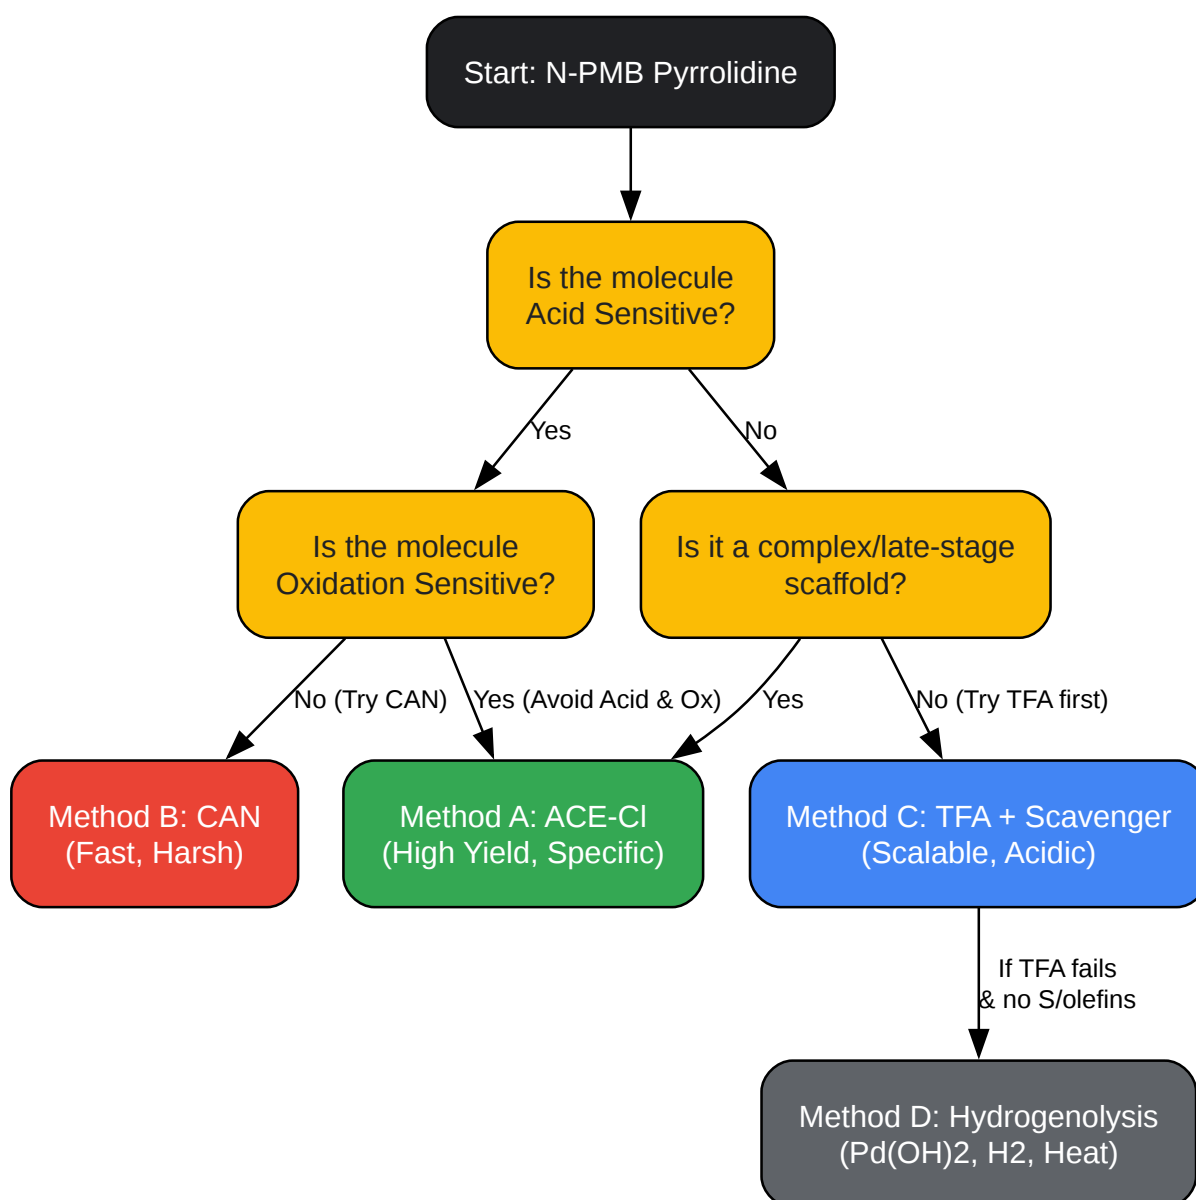 Start: N-PMB Pyrrolidine
Is the molecule
Acid Sensitive?
Yes
No
Is the molecule
Oxidation Sensitive?
Is it a complex/late-stage
scaffold?
No (Try CAN)
Yes (Avoid Acid & Ox)
Yes
No (Try TFA first)
Method B: CAN
(Fast, Harsh)
Method A: ACE-Cl
(High Yield, Specific)
Method C: TFA + Scavenger
(Scalable, Acidic)
If TFA fails
& no S/olefins
Method D: Hydrogenolysis
(Pd(OH)2, H2, Heat)